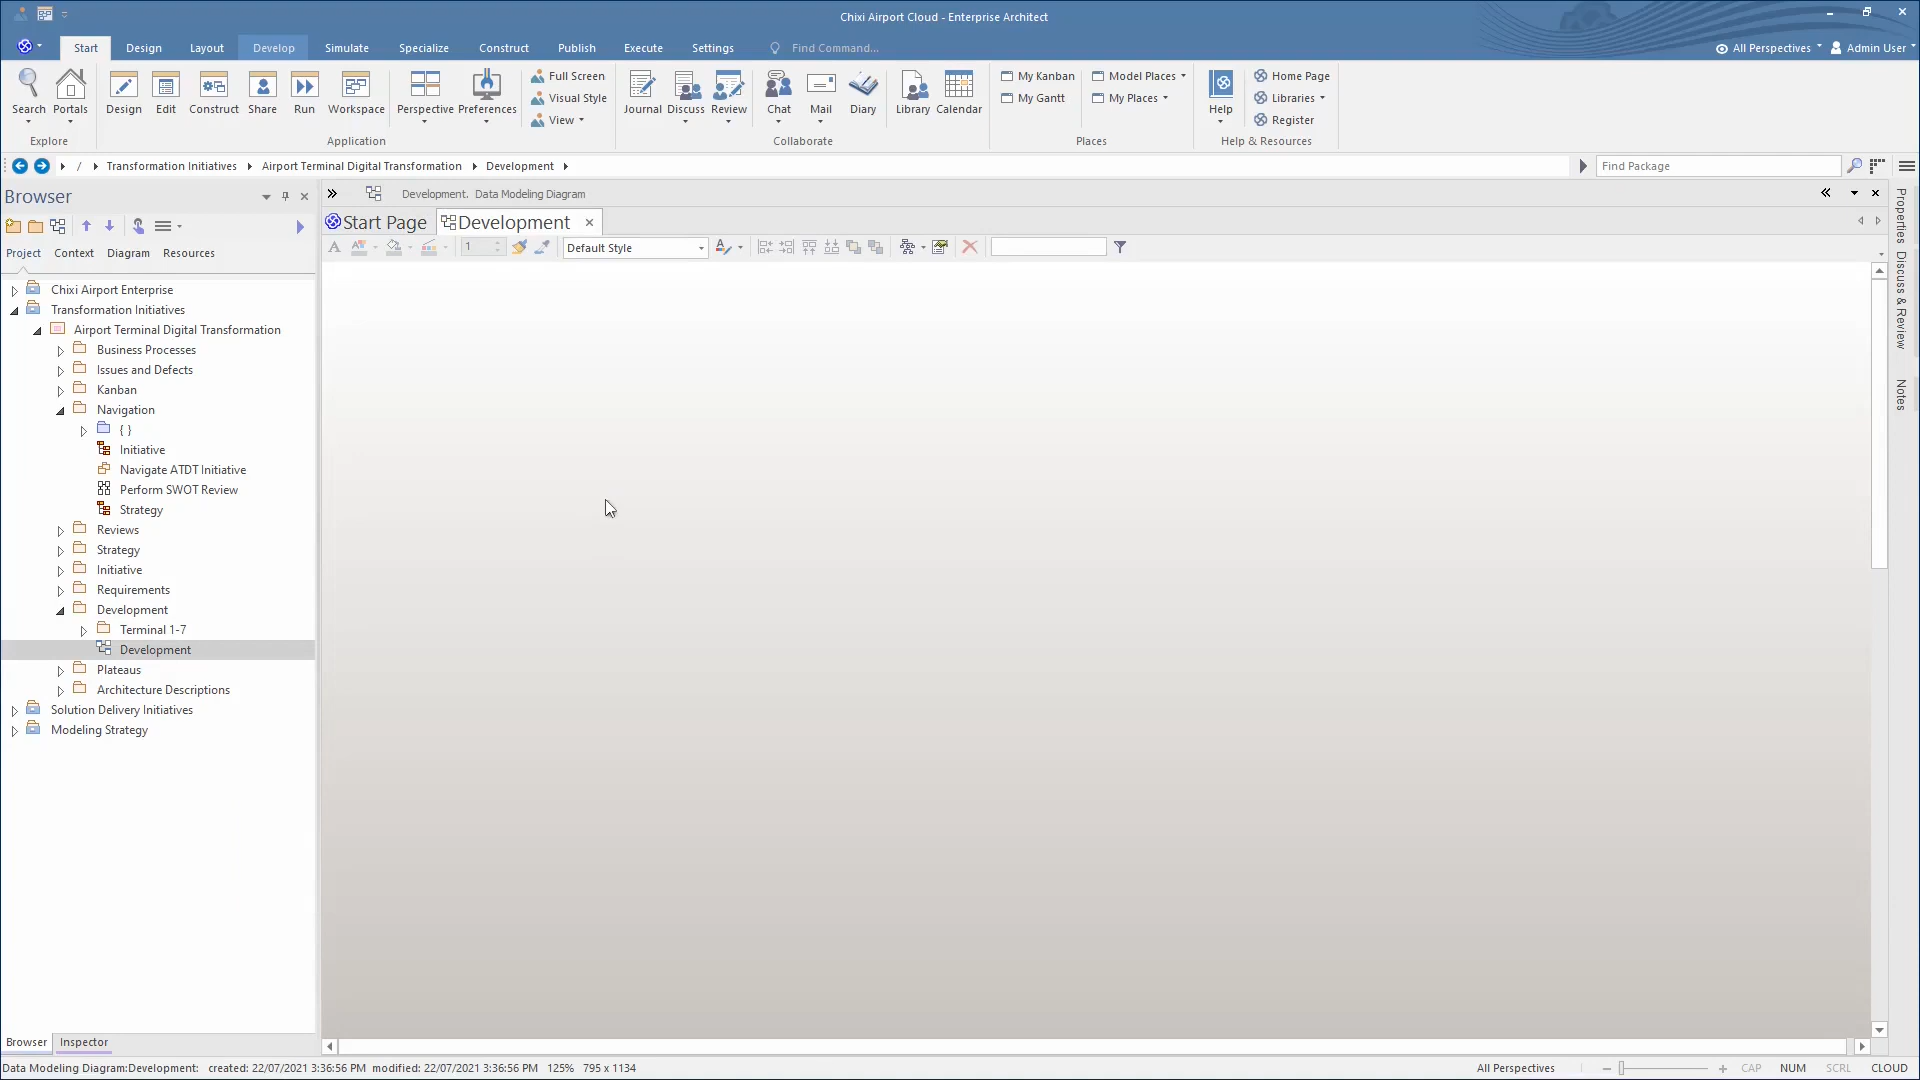 Chixi Airport Cloud - Enterprise Architect
Start Design Layout Develop Simulate Specialize Construct Publish Execute Settings Find Command... All Perspectives Admin User
Search Portals Design Edit Construct Share Run Workspace Perspective Preferences Full Screen Visual Style View Journal Discuss Review Chat Mail Diary Library Calendar My Kanban My Gantt Model Places My Places Help Home Page Libraries Register
Explore Application Collaborate Places Help & Resources
/ Transformation Initiatives Airport Terminal Digital Transformation Development Find Package
Browser
Development. Data Modeling Diagram
Start Page Development
1 Default Style
Project Context Diagram Resources
Chixi Airport Enterprise
Transformation Initiatives
Airport Terminal Digital Transformation
Business Processes
Issues and Defects
Kanban
Navigation
{ }
Initiative
Navigate ATDT Initiative
Perform SWOT Review
Strategy
Reviews
Strategy
Initiative
Requirements
Development
Terminal 1-7
Development
Plateaus
Architecture Descriptions
Solution Delivery Initiatives
Modeling Strategy
Properties
Discuss & Review
Notes
Browser Inspector
Data Modeling Diagram:Development: created: 22/07/2021 3:36:56 PM modified: 22/07/2021 3:36:56 PM 125% 795 x 1134 All Perspectives CAP NUM SCRL CLOUD